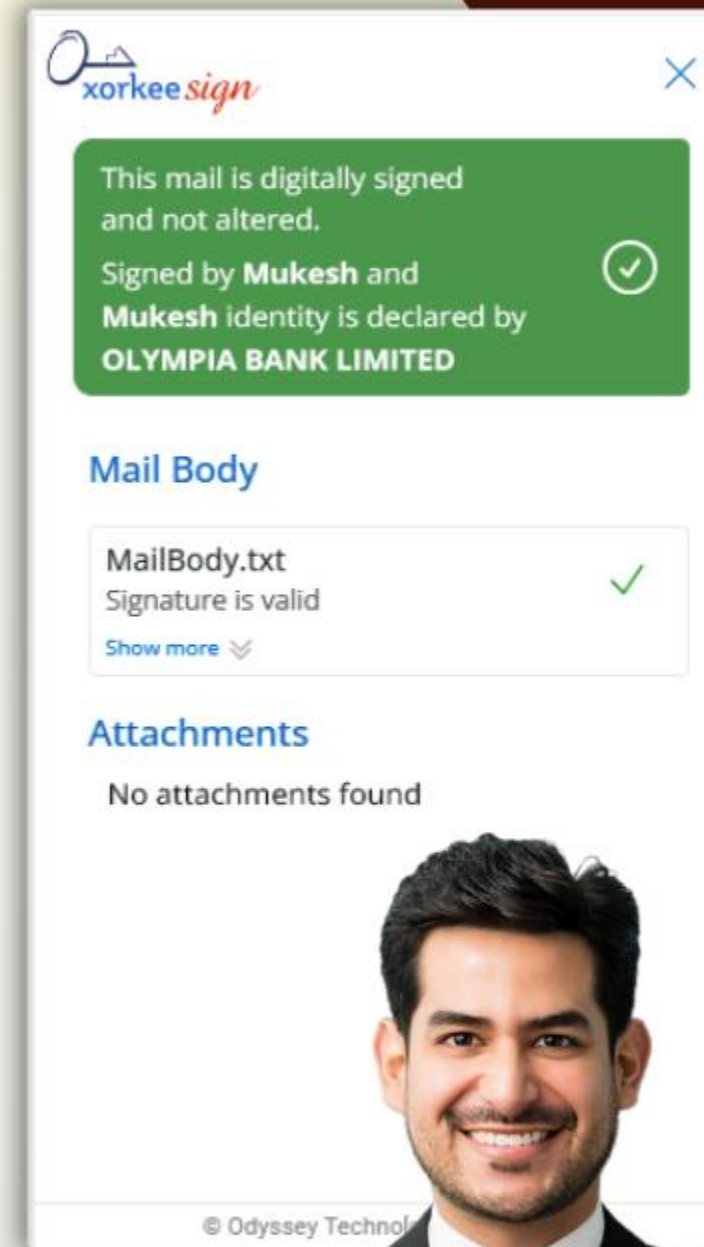 xorkee sign
This mail is digitally signed
and not altered.
Signed by Mukesh and
Mukesh identity is declared by
OLYMPIA BANK LIMITED
Mail Body
MailBody.txt
Signature is valid
Show more
Attachments
No attachments found
© Odyssey